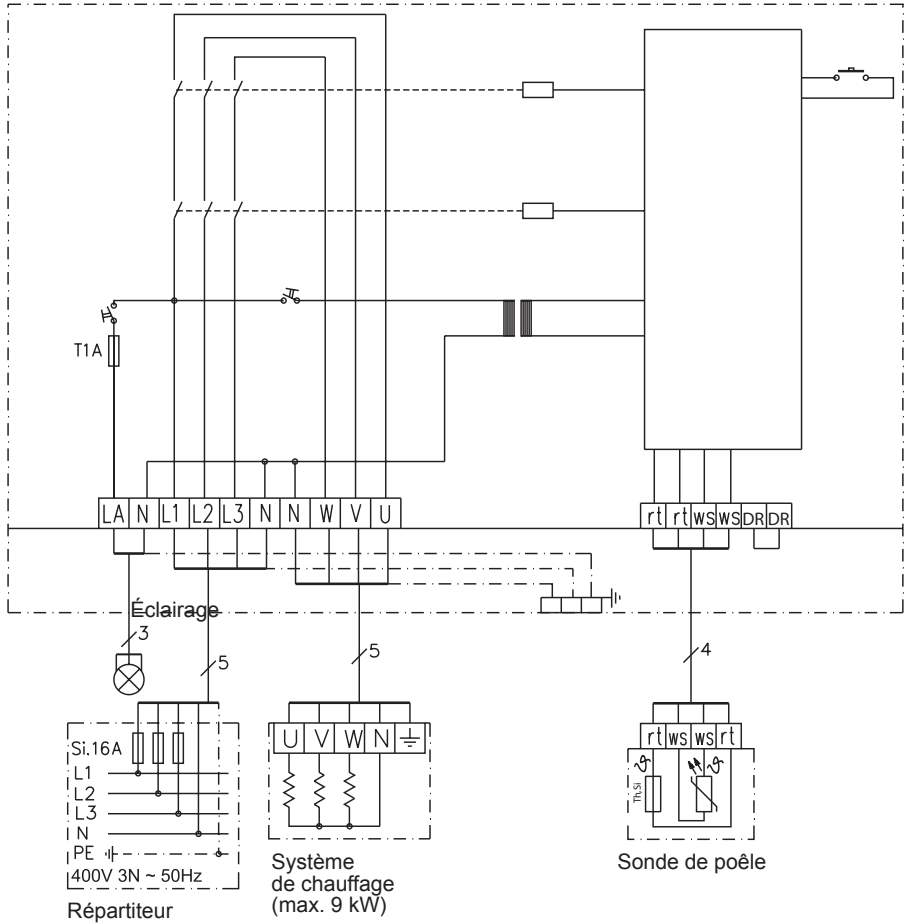 T1A
LA N L1 L2 L3 N N W V U
rt rt ws ws DR DR
Éclairage
3
5
5
4
Si.16A
L1
L2
L3
N
PE
400V 3N ~ 50Hz
Répartiteur
U V W N
Système
de chauffage
(max. 9 kW)
rt ws ws rt
ϑ
ϑ
Th.Si
Sonde de poêle